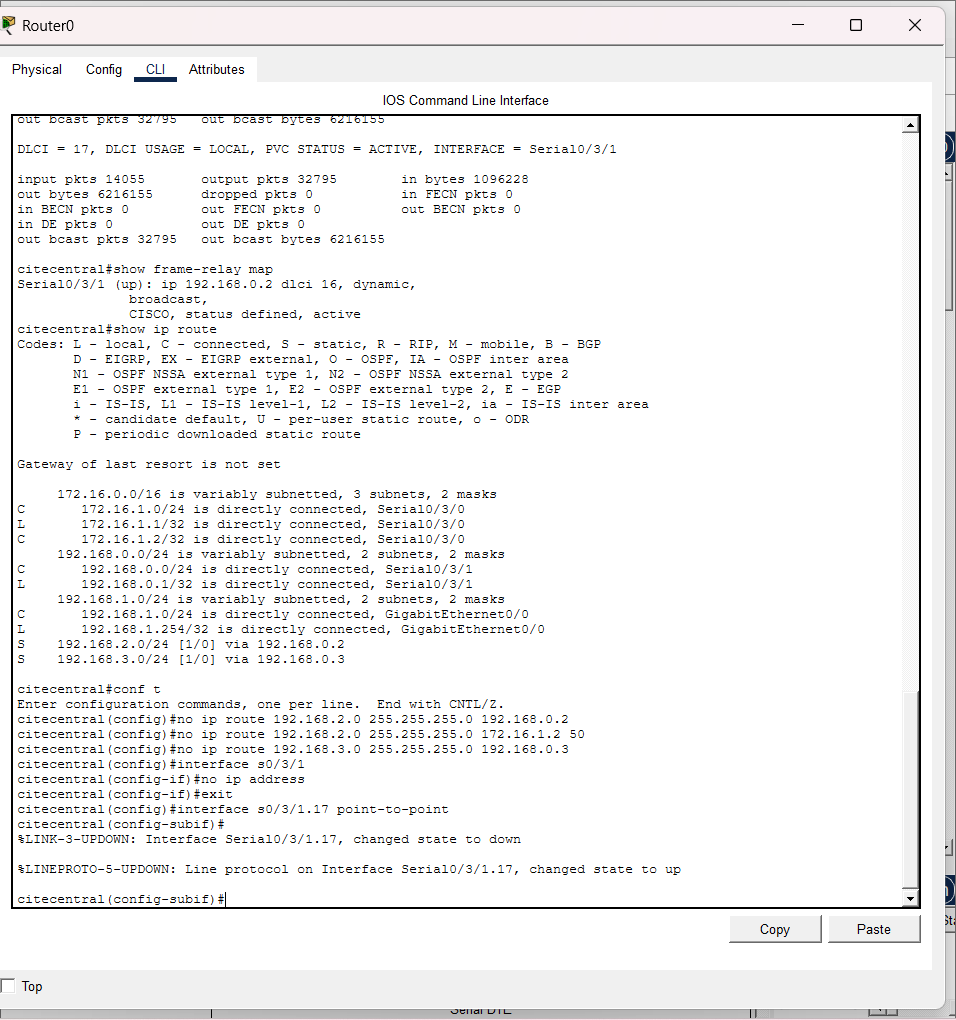 Router0
Physical Config CLI Attributes
IOS Command Line Interface
out bcast pkts 32795   out bcast bytes 6216155

DLCI = 17, DLCI USAGE = LOCAL, PVC STATUS = ACTIVE, INTERFACE = Serial0/3/1

input pkts 14055       output pkts 32795        in bytes 1096228
out bytes 6216155      dropped pkts 0           in FECN pkts 0
in BECN pkts 0         out FECN pkts 0          out BECN pkts 0
in DE pkts 0           out DE pkts 0
out bcast pkts 32795   out bcast bytes 6216155

citecentral#show frame-relay map
Serial0/3/1 (up): ip 192.168.0.2 dlci 16, dynamic,
              broadcast,
              CISCO, status defined, active
citecentral#show ip route
Codes: L - local, C - connected, S - static, R - RIP, M - mobile, B - BGP
       D - EIGRP, EX - EIGRP external, O - OSPF, IA - OSPF inter area
       N1 - OSPF NSSA external type 1, N2 - OSPF NSSA external type 2
       E1 - OSPF external type 1, E2 - OSPF external type 2, E - EGP
       i - IS-IS, L1 - IS-IS level-1, L2 - IS-IS level-2, ia - IS-IS inter area
       * - candidate default, U - per-user static route, o - ODR
       P - periodic downloaded static route

Gateway of last resort is not set

     172.16.0.0/16 is variably subnetted, 3 subnets, 2 masks
C       172.16.1.0/24 is directly connected, Serial0/3/0
L       172.16.1.1/32 is directly connected, Serial0/3/0
C       172.16.1.2/32 is directly connected, Serial0/3/0
     192.168.0.0/24 is variably subnetted, 2 subnets, 2 masks
C       192.168.0.0/24 is directly connected, Serial0/3/1
L       192.168.0.1/32 is directly connected, Serial0/3/1
     192.168.1.0/24 is variably subnetted, 2 subnets, 2 masks
C       192.168.1.0/24 is directly connected, GigabitEthernet0/0
L       192.168.1.254/32 is directly connected, GigabitEthernet0/0
S    192.168.2.0/24 [1/0] via 192.168.0.2
S    192.168.3.0/24 [1/0] via 192.168.0.3

citecentral#conf t
Enter configuration commands, one per line.  End with CNTL/Z.
citecentral(config)#no ip route 192.168.2.0 255.255.255.0 192.168.0.2
citecentral(config)#no ip route 192.168.2.0 255.255.255.0 172.16.1.2 50
citecentral(config)#no ip route 192.168.3.0 255.255.255.0 192.168.0.3
citecentral(config)#interface s0/3/1
citecentral(config-if)#no ip address
citecentral(config-if)#exit
citecentral(config)#interface s0/3/1.17 point-to-point
citecentral(config-subif)#
%LINK-3-UPDOWN: Interface Serial0/3/1.17, changed state to down

%LINEPROTO-5-UPDOWN: Line protocol on Interface Serial0/3/1.17, changed state to up

citecentral(config-subif)#
Copy Paste
Top
Serial DTE